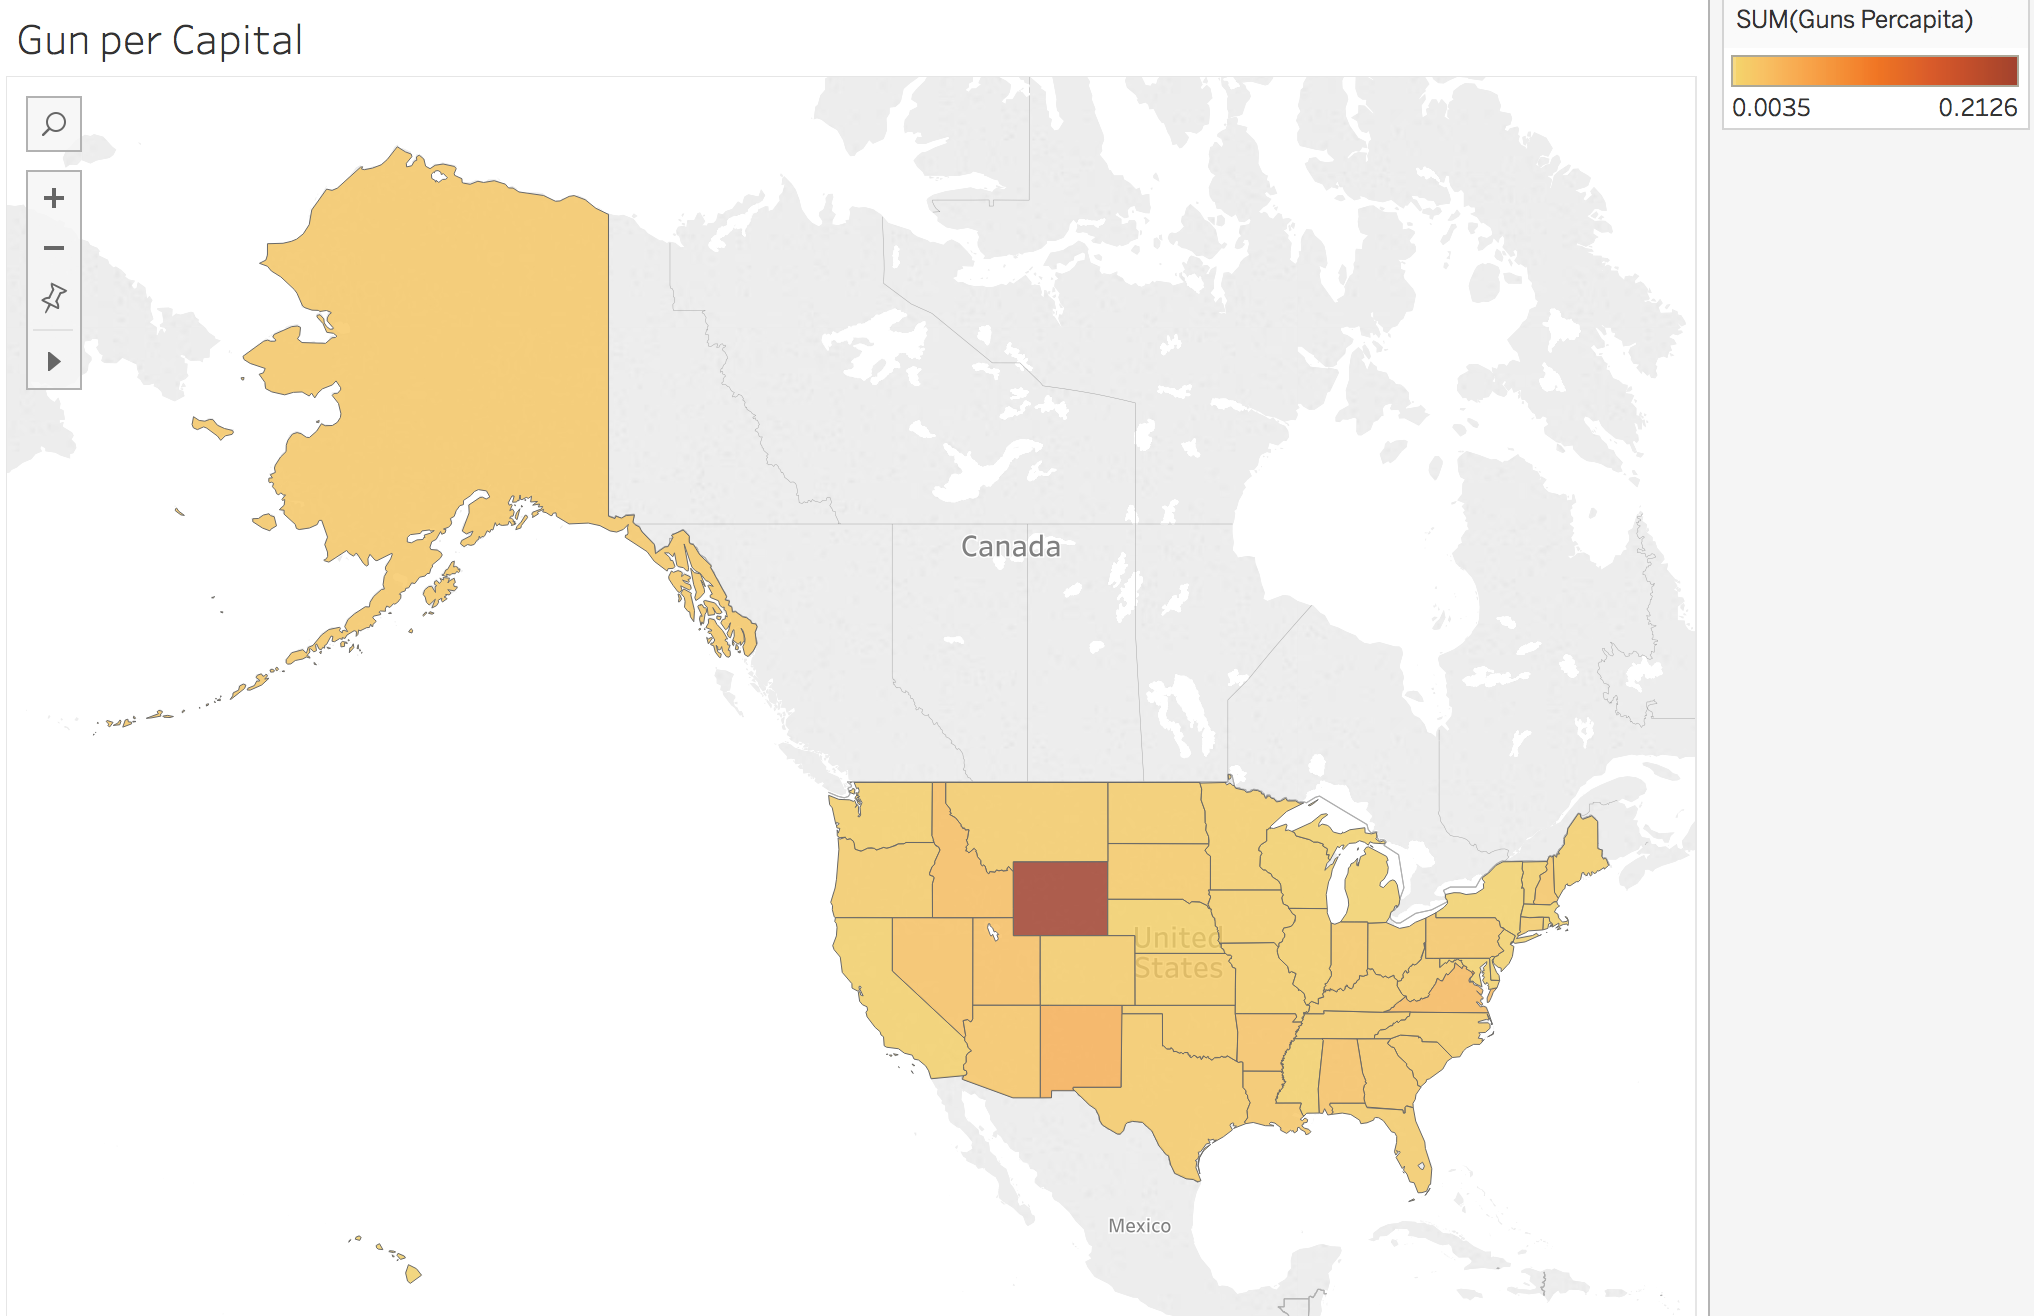 Gun per Capital
SUM(Guns Percapita)
0.0035 0.2126
Canada
United
States
Mexico